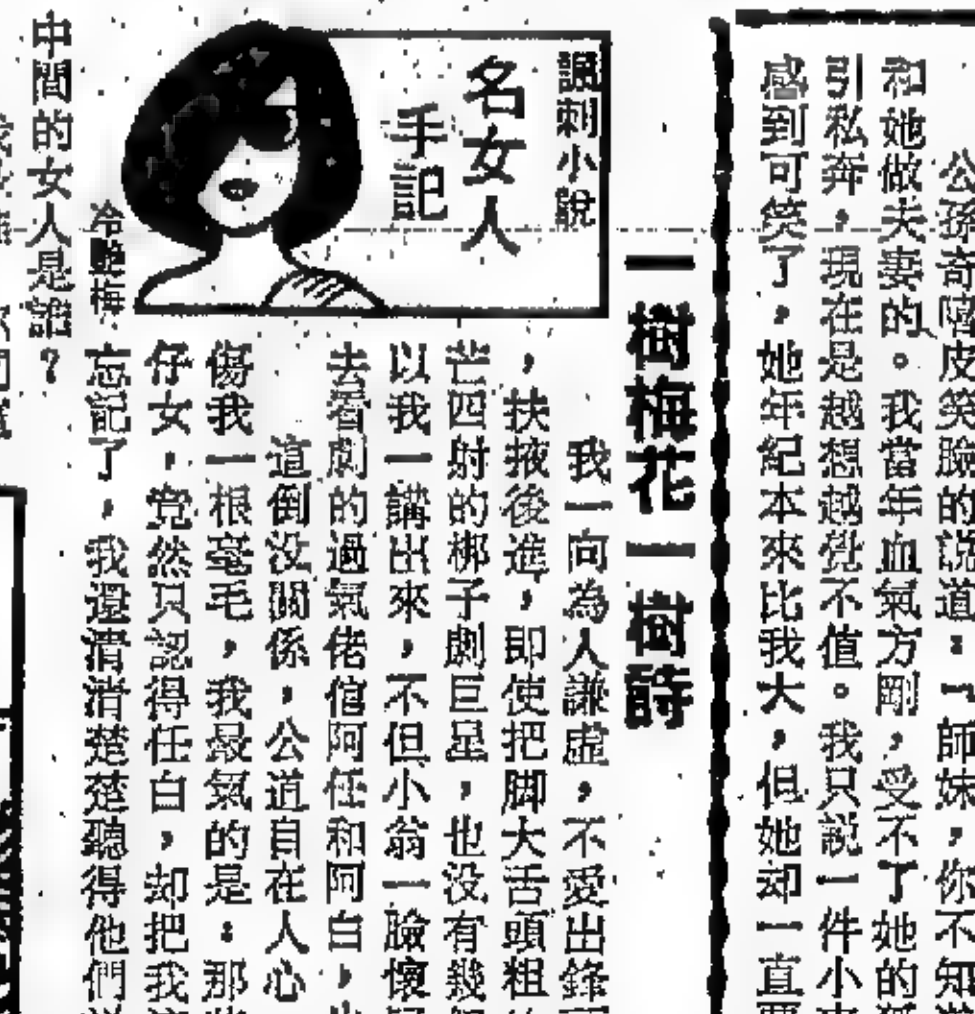 公孫奇嘻皮笑臉的說道：「師妹，你不知
和她做夫妻的。我當年血氣方剛，受不了她的
引私奔，現在是越想越覺不值。我只說一件小
感到可笑了，她年紀本來比我大，但她却一直要
諷刺小說
名女人
手記
冷艷梅
一樹梅花一樹詩
我一向為人謙虛，不愛出鋒
，扶掖後進，即使把脚大舌頭粗
芒四射的梆子劇巨星，也没有幾
以我一講出來，不但小翁一臉懷
去看劇的過氣佬倌阿任和阿白，
這倒没關係，公道自在人心
傷我一根毫毛，我最氣的是：那些
仔女，竟然只認得任白，却把我
忘記了，我還清清楚楚聽得他們
中間的女人是誰？